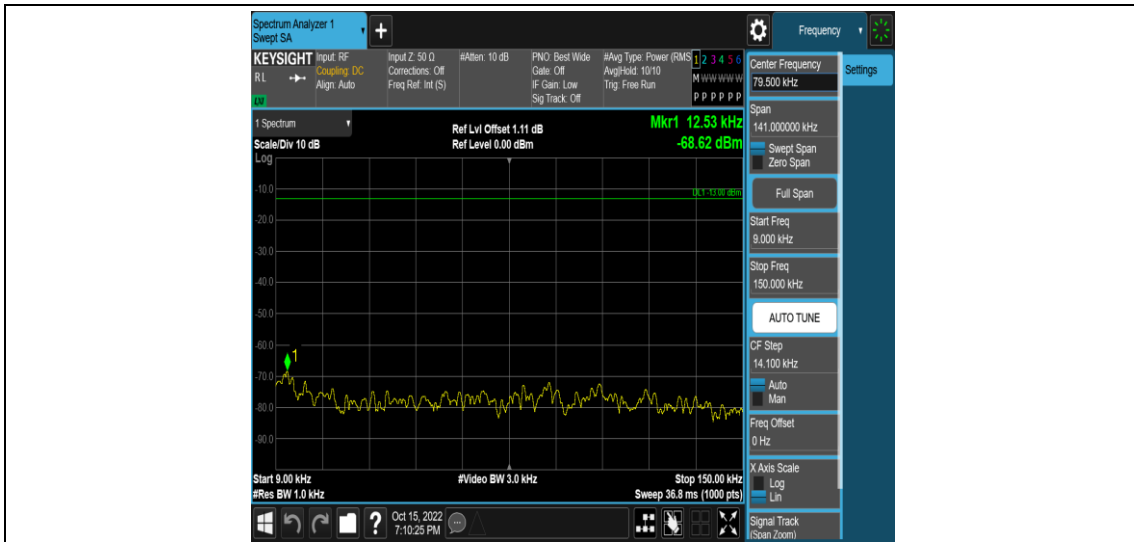 Spectrum Analyzer 1
Swept SA
Frequency
KEYSIGHT
RL
Input: RF
Coupling: DC
Align: Auto
Input Z: 50 Ω
Corrections: Off
Freq Ref: Int (S)
#Atten: 10 dB
PNO: Best Wide
Gate: Off
IF Gain: Low
Sig Track: Off
#Avg Type: Power (RMS
Avg|Hold: 10/10
Trig: Free Run
1 2 3 4 5 6
M W W W W W
P P P P P P
Center Frequency
79.500 kHz
Settings
Span
141.000000 kHz
Swept Span
Zero Span
Full Span
Start Freq
9.000 kHz
Stop Freq
150.000 kHz
AUTO TUNE
CF Step
14.100 kHz
Auto
Man
Freq Offset
0 Hz
X Axis Scale
Log
Lin
Signal Track
(Span Zoom)
1 Spectrum
Scale/Div 10 dB
Log
Ref Lvl Offset 1.11 dB
Ref Level 0.00 dBm
Mkr1 12.53 kHz
-68.62 dBm
DL1 -13.00 dBm
-10.0
-20.0
-30.0
-40.0
-50.0
-60.0
-70.0
-80.0
-90.0
1
Start 9.00 kHz
#Res BW 1.0 kHz
#Video BW 3.0 kHz
Stop 150.00 kHz
Sweep 36.8 ms (1000 pts)
?
Oct 15, 2022
7:10:25 PM